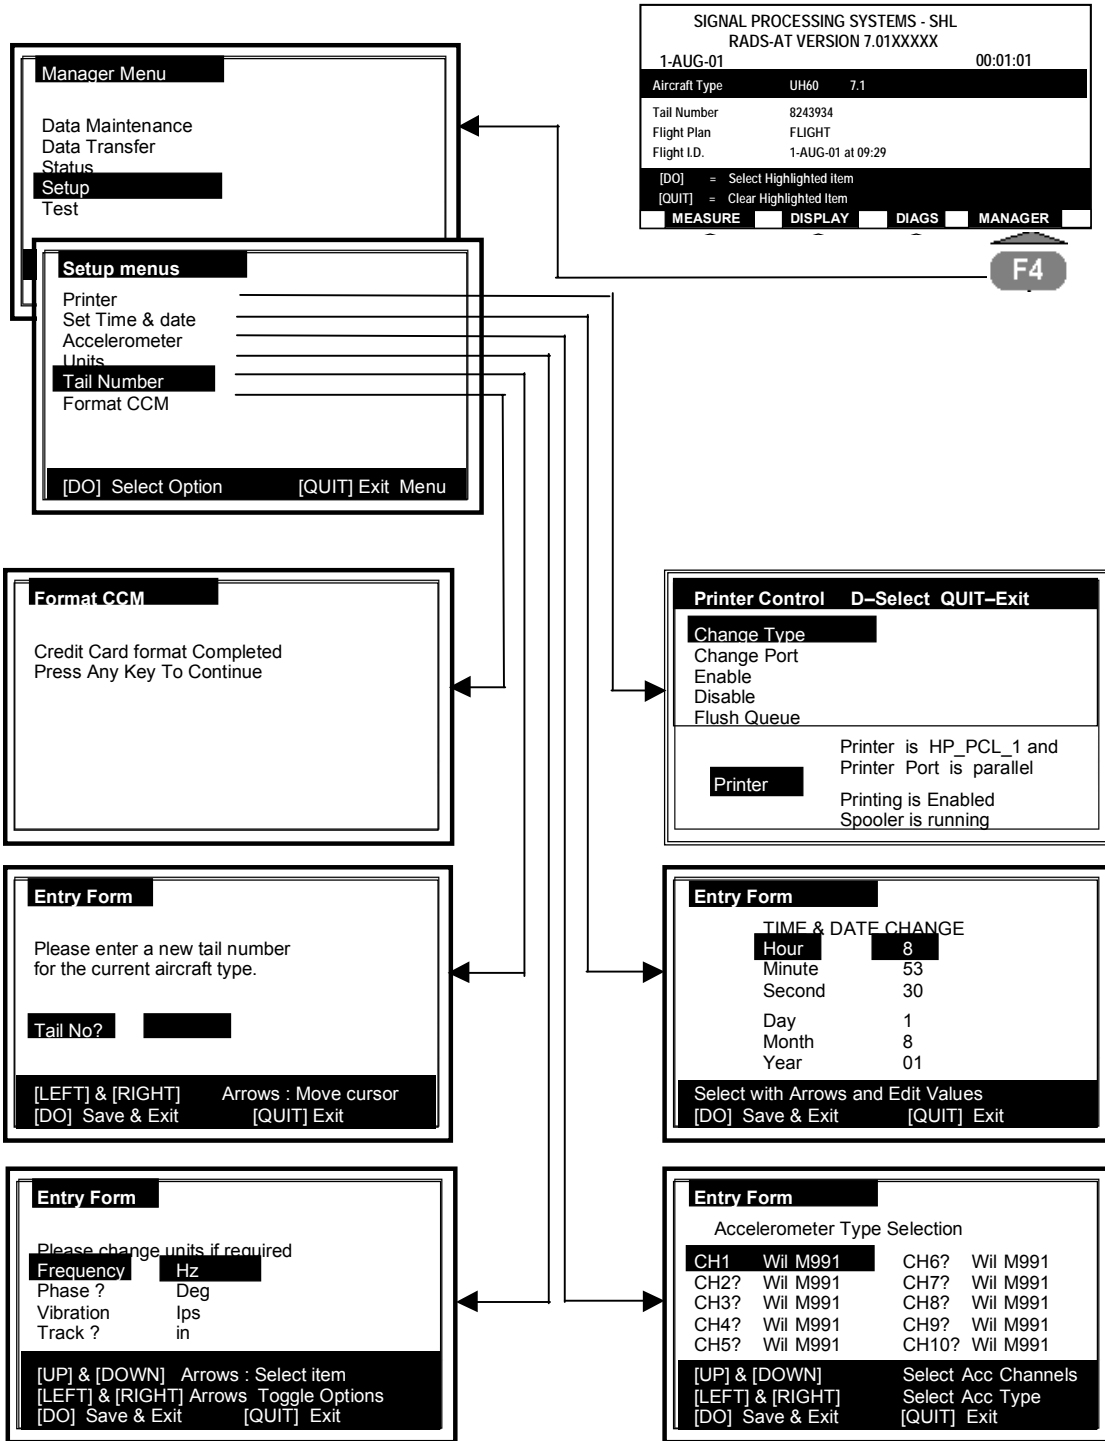 SIGNAL PROCESSING SYSTEMS - SHL
RADS-AT VERSION 7.01XXXXX
1-AUG-01 00:01:01
Aircraft Type UH60 7.1
Tail Number 8243934
Flight Plan FLIGHT
Flight I.D. 1-AUG-01 at 09:29
[DO] = Select Highlighted item
[QUIT] = Clear Highlighted Item
MEASURE DISPLAY DIAGS MANAGER
F4
Manager Menu
Data Maintenance
Data Transfer
Status
Setup
Test
Setup menus
Printer
Set Time & date
Accelerometer
Units
Tail Number
Format CCM
[DO] Select Option [QUIT] Exit Menu
Format CCM
Credit Card format Completed
Press Any Key To Continue
Printer Control D–Select QUIT–Exit
Change Type
Change Port
Enable
Disable
Flush Queue
Printer
Printer is HP_PCL_1 and
Printer Port is parallel
Printing is Enabled
Spooler is running
Entry Form
Please enter a new tail number
for the current aircraft type.
Tail No?
[LEFT] & [RIGHT] Arrows : Move cursor
[DO] Save & Exit [QUIT] Exit
Entry Form
TIME & DATE CHANGE
Hour 8
Minute 53
Second 30
Day 1
Month 8
Year 01
Select with Arrows and Edit Values
[DO] Save & Exit [QUIT] Exit
Entry Form
Please change units if required
Frequency Hz
Phase ? Deg
Vibration Ips
Track ? in
[UP] & [DOWN] Arrows : Select item
[LEFT] & [RIGHT] Arrows Toggle Options
[DO] Save & Exit [QUIT] Exit
Entry Form
Accelerometer Type Selection
CH1 Wil M991 CH6? Wil M991
CH2? Wil M991 CH7? Wil M991
CH3? Wil M991 CH8? Wil M991
CH4? Wil M991 CH9? Wil M991
CH5? Wil M991 CH10? Wil M991
[UP] & [DOWN] Select Acc Channels
[LEFT] & [RIGHT] Select Acc Type
[DO] Save & Exit [QUIT] Exit